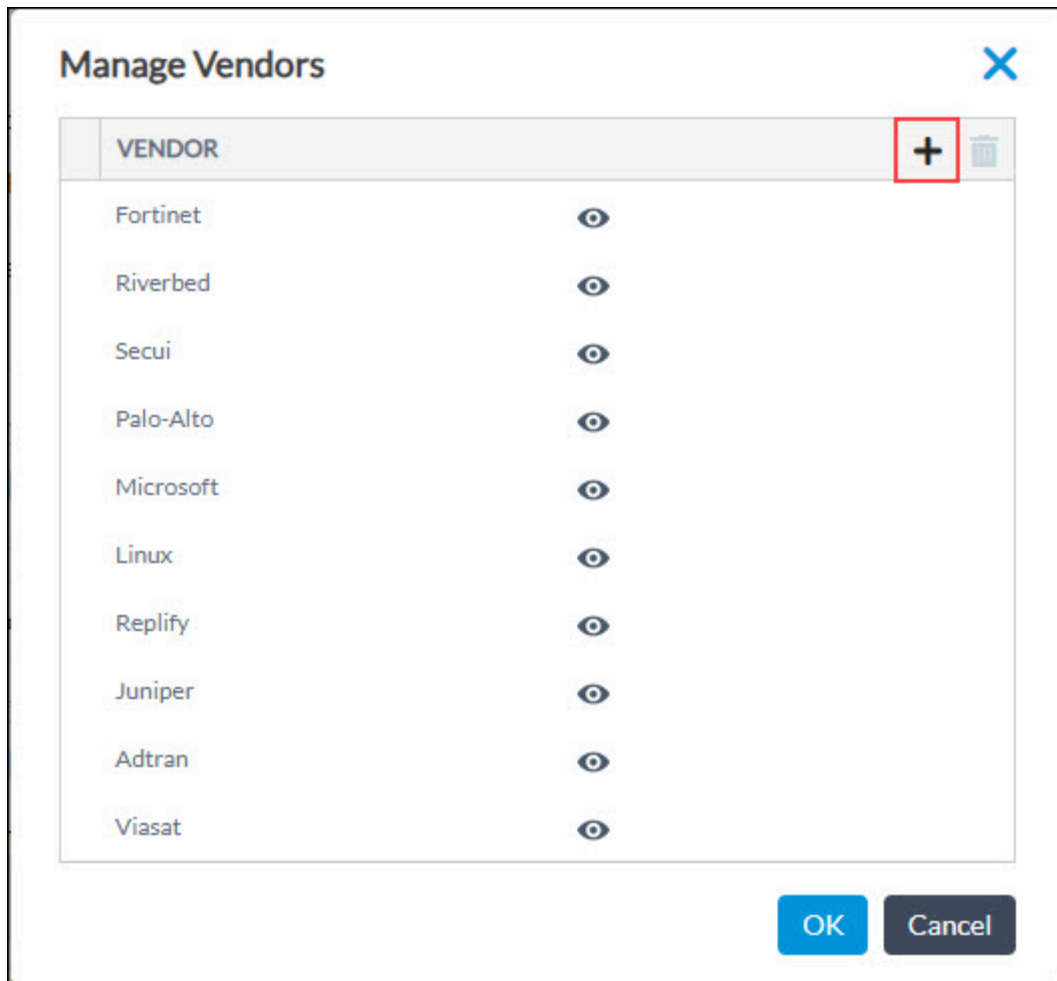 Manage Vendors
VENDOR
Fortinet
Riverbed
Secui
Palo-Alto
Microsoft
Linux
Replify
Juniper
Adtran
Viasat
OK
Cancel